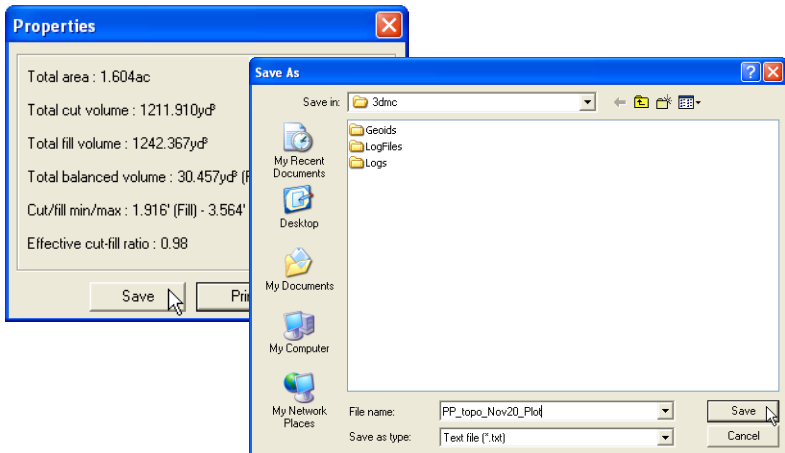 Properties
Total area : 1.604ac
Total cut volume : 1211.910yd³
Total fill volume : 1242.367yd³
Total balanced volume : 30.457yd³ (F
Cut/fill min/max : 1.916' (Fill) - 3.564'
Effective cut-fill ratio : 0.98
Save
Pri
Save As
Save in:
3dmc
My Recent
Documents
Desktop
My Documents
My Computer
My Network
Places
Geoids
LogFiles
Logs
File name:
PP_topo_Nov20_Plot
Save
Save as type:
Text file (*.txt)
Cancel